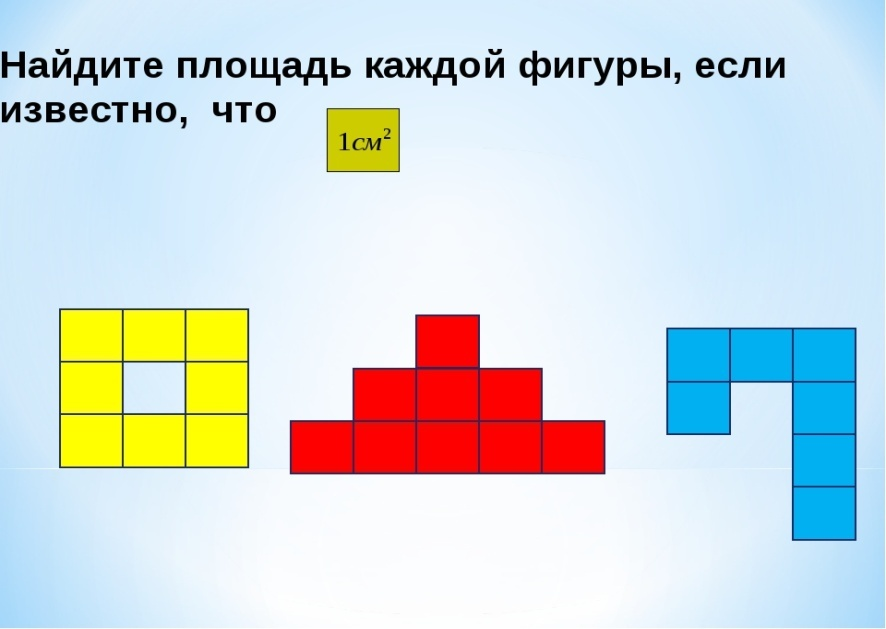 Найдите площадь каждой фигуры, если
известно, что
1см²